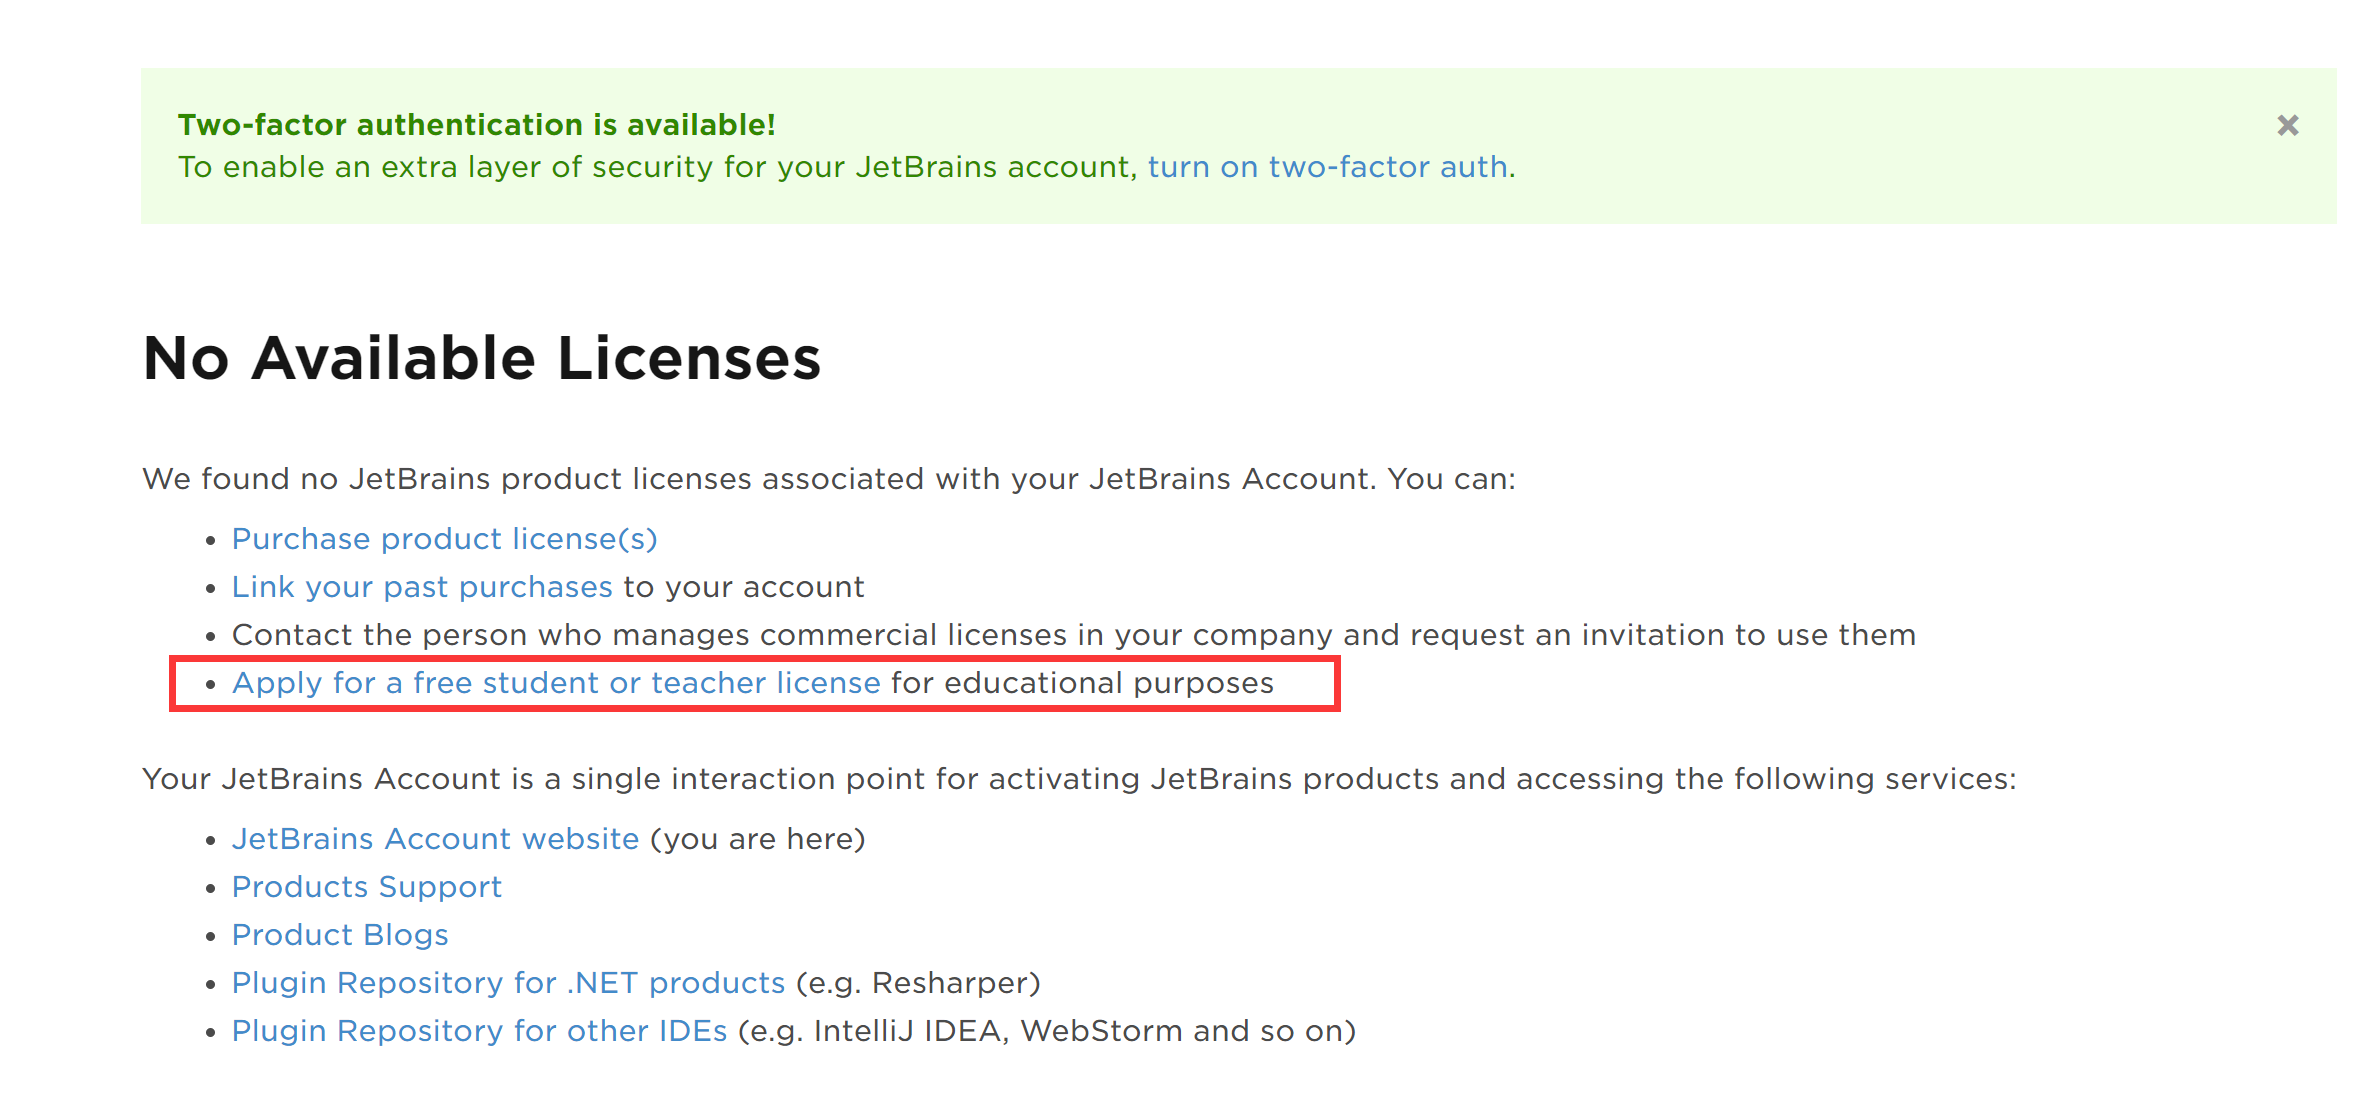 Two-factor authentication is available!
To enable an extra layer of security for your JetBrains account, turn on two-factor auth.
No Available Licenses
We found no JetBrains product licenses associated with your JetBrains Account. You can:
• Purchase product license(s)
• Link your past purchases to your account
• Contact the person who manages commercial licenses in your company and request an invitation to use them
• Apply for a free student or teacher license for educational purposes
Your JetBrains Account is a single interaction point for activating JetBrains products and accessing the following services:
• JetBrains Account website (you are here)
• Products Support
• Product Blogs
• Plugin Repository for .NET products (e.g. Resharper)
• Plugin Repository for other IDEs (e.g. IntelliJ IDEA, WebStorm and so on)